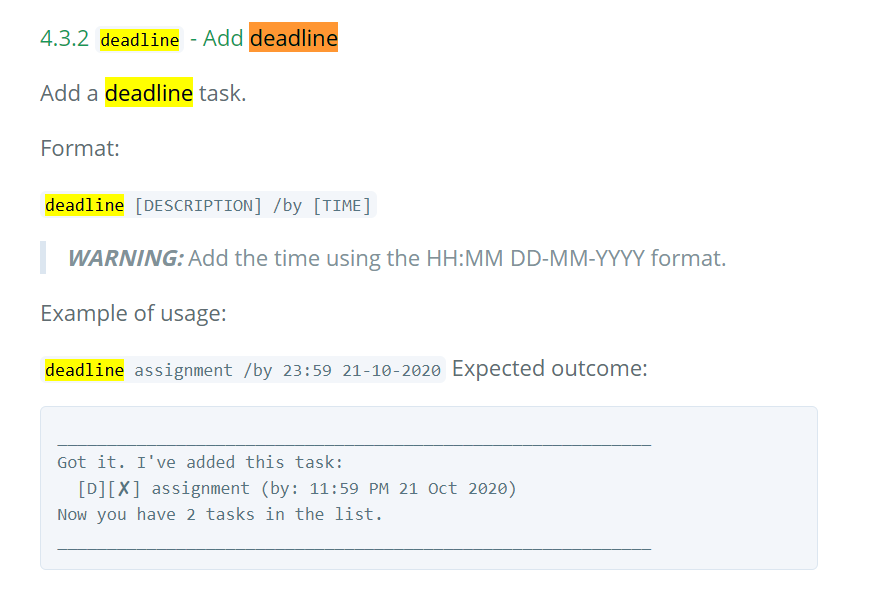 4.3.2 deadline - Add deadline
Add a deadline task.
Format:
deadline [DESCRIPTION] /by [TIME]
WARNING: Add the time using the HH:MM DD-MM-YYYY format.
Example of usage:
deadline assignment /by 23:59 21-10-2020 Expected outcome:
____________________________________________________________
Got it. I've added this task:
[D][✗] assignment (by: 11:59 PM 21 Oct 2020)
Now you have 2 tasks in the list.
____________________________________________________________